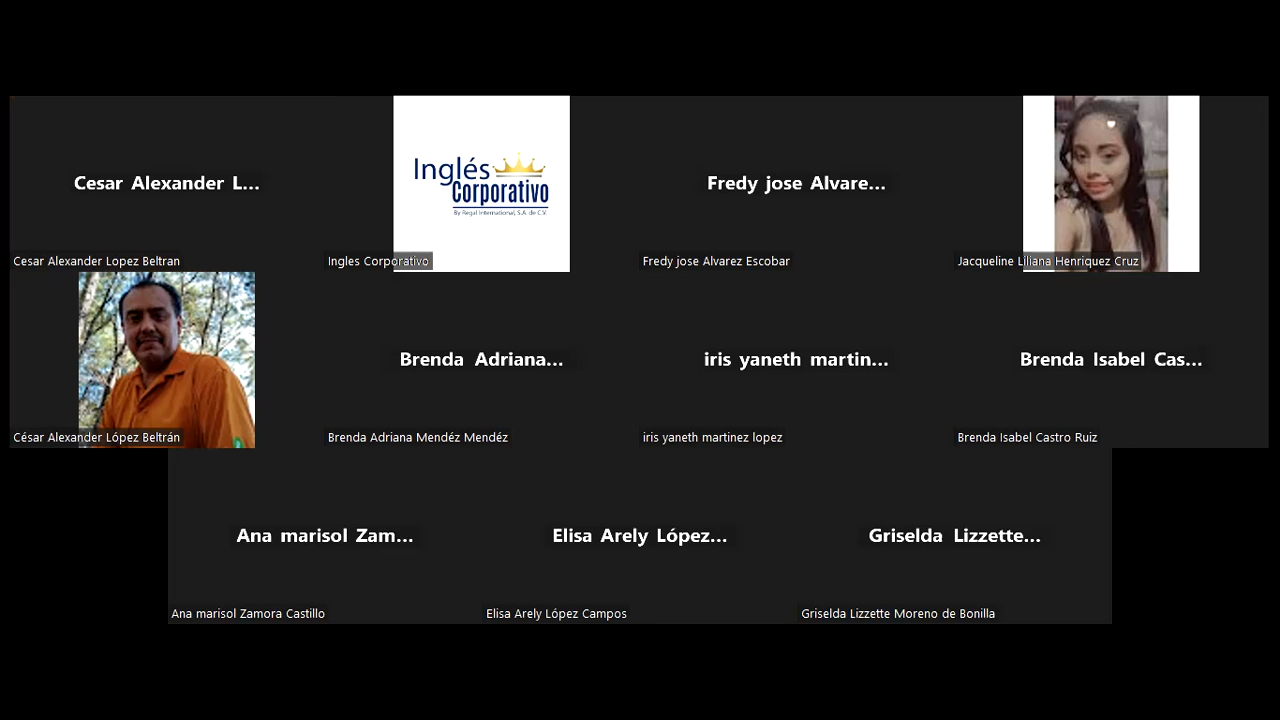 Cesar Alexander L...
Inglés
Corporativo
By Regal International, S.A. de C.V.
Fredy jose Alvare...
Cesar Alexander Lopez Beltran
Ingles Corporativo
Fredy jose Alvarez Escobar
Jacqueline Liliana Henriquez Cruz
Brenda Adriana...
iris yaneth martin...
Brenda Isabel Cas...
César Alexander López Beltrán
Brenda Adriana Mendéz Mendéz
iris yaneth martinez lopez
Brenda Isabel Castro Ruiz
Ana marisol Zam...
Elisa Arely López...
Griselda Lizzette...
Ana marisol Zamora Castillo
Elisa Arely López Campos
Griselda Lizzette Moreno de Bonilla